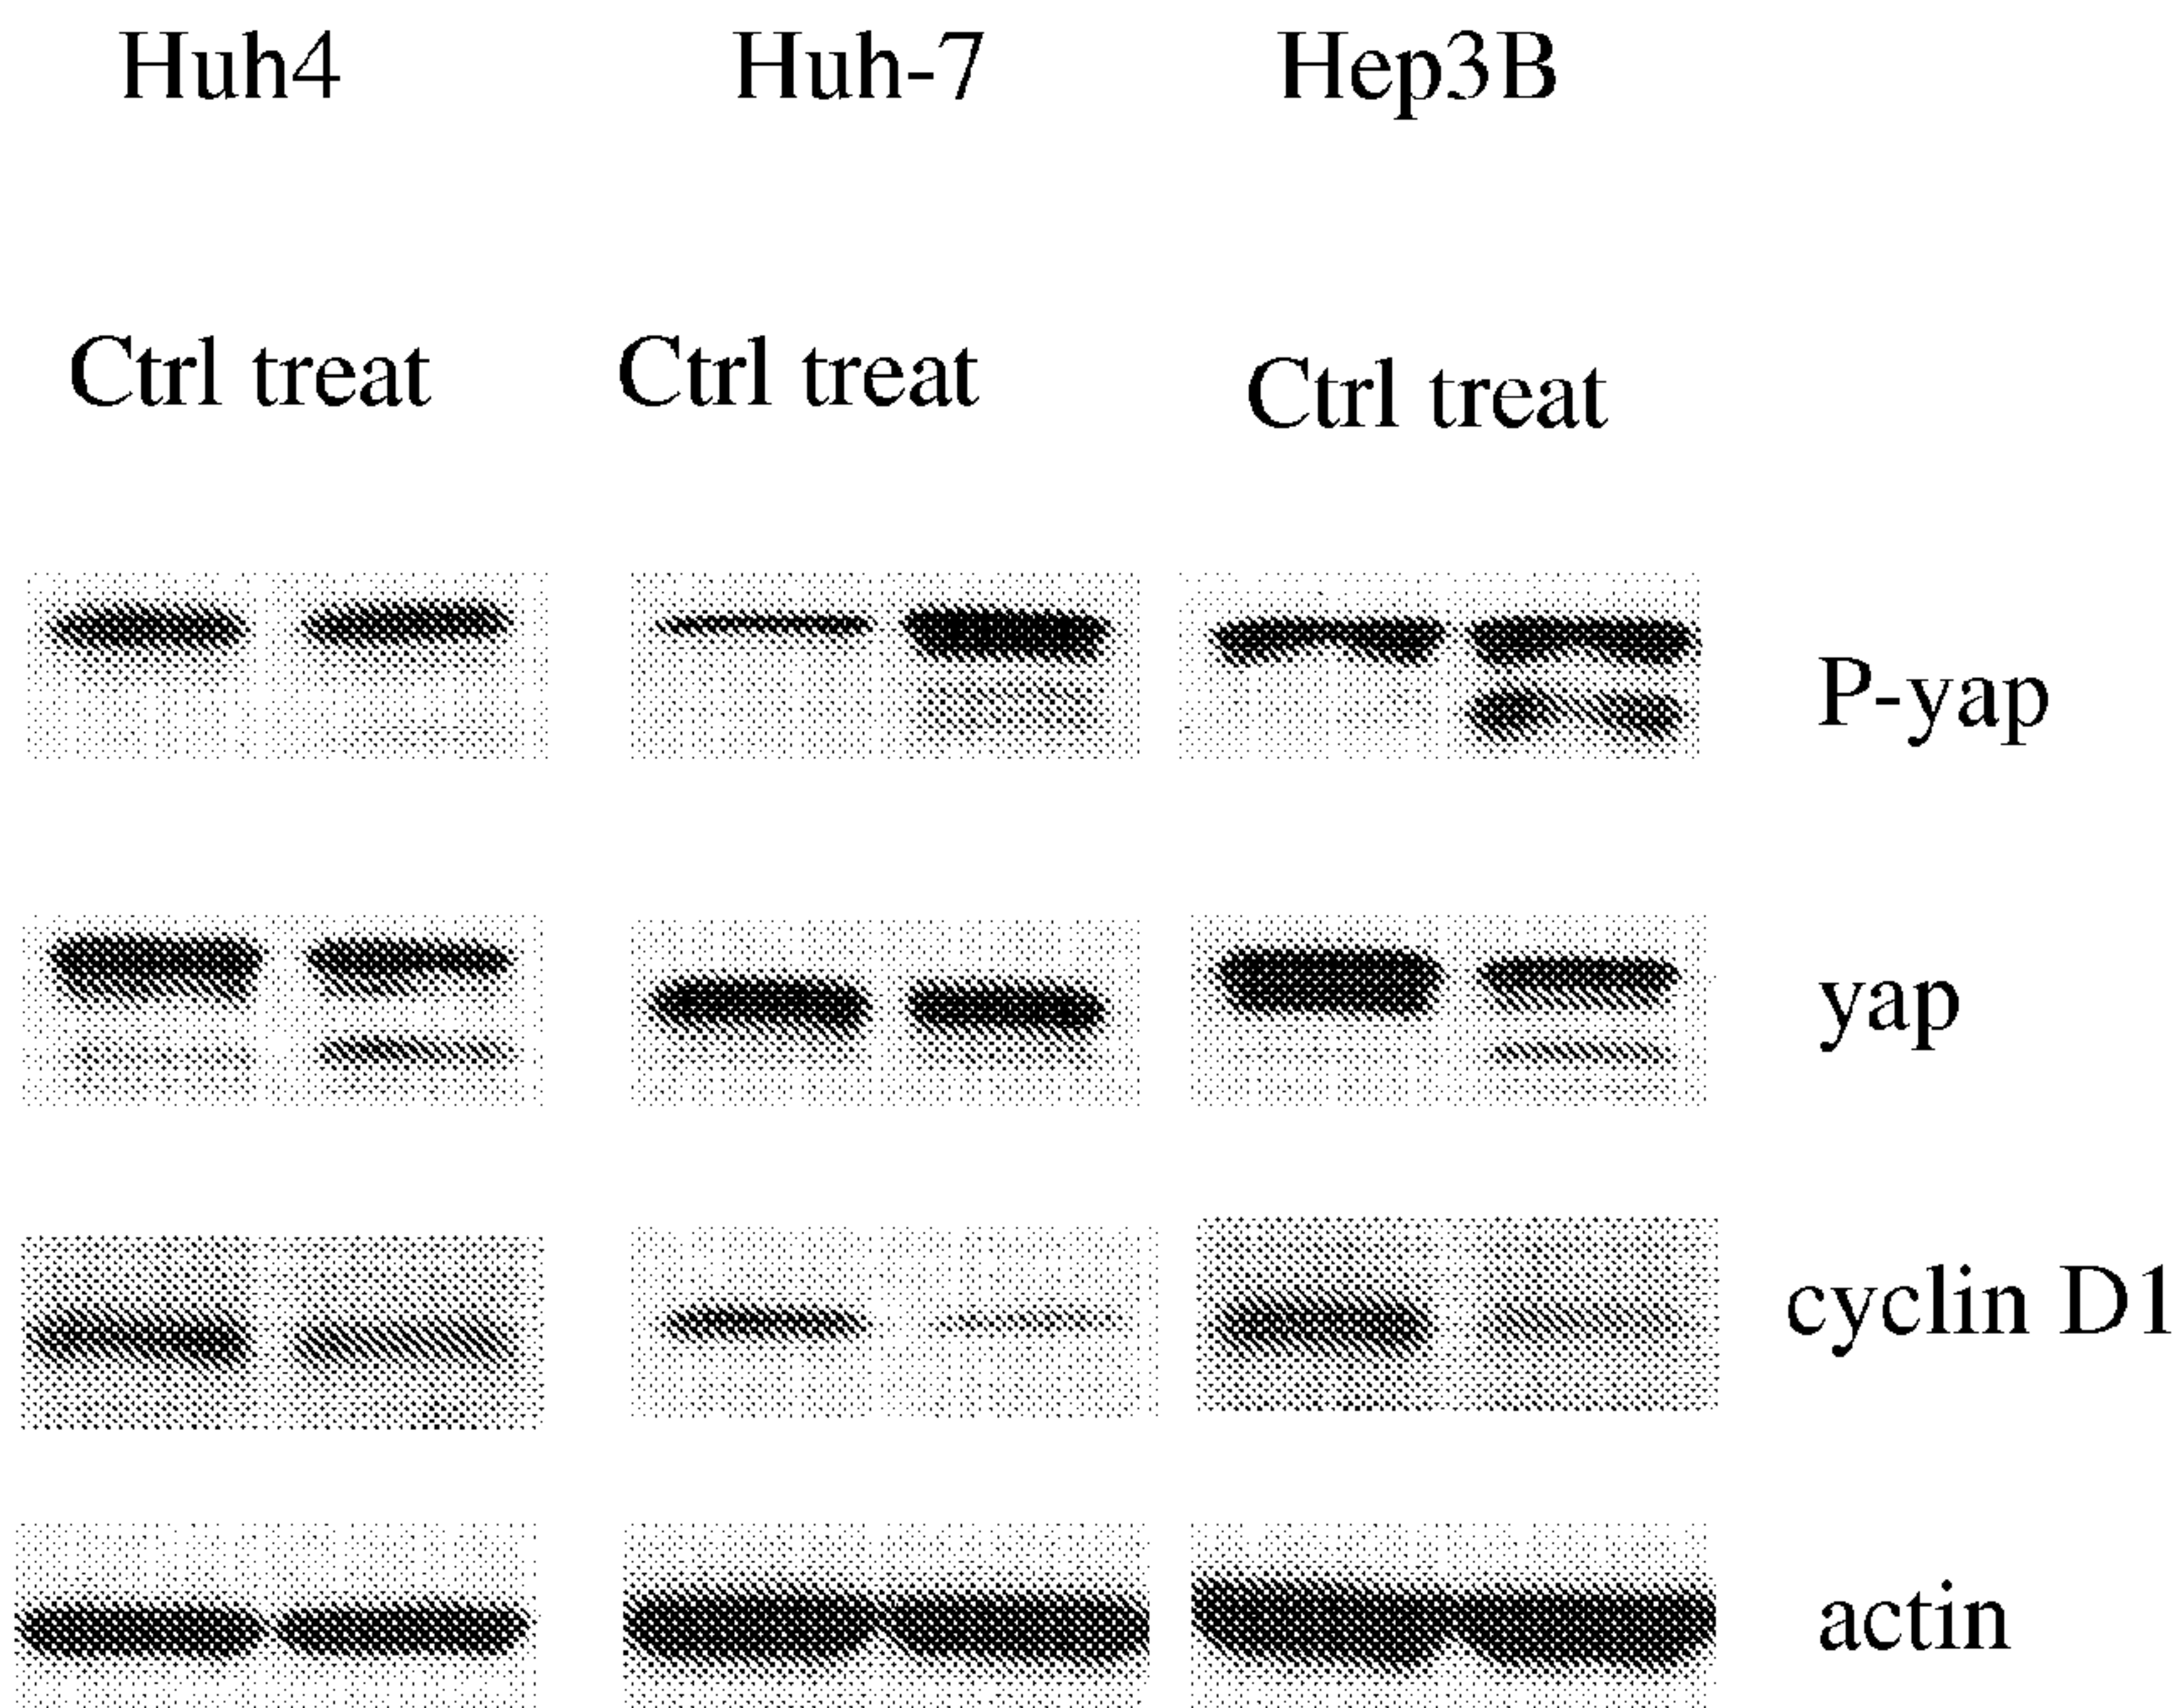 Huh4 Huh-7 Hep3B
Ctrl treat Ctrl treat Ctrl treat
P-yap
yap
cyclin D1
actin